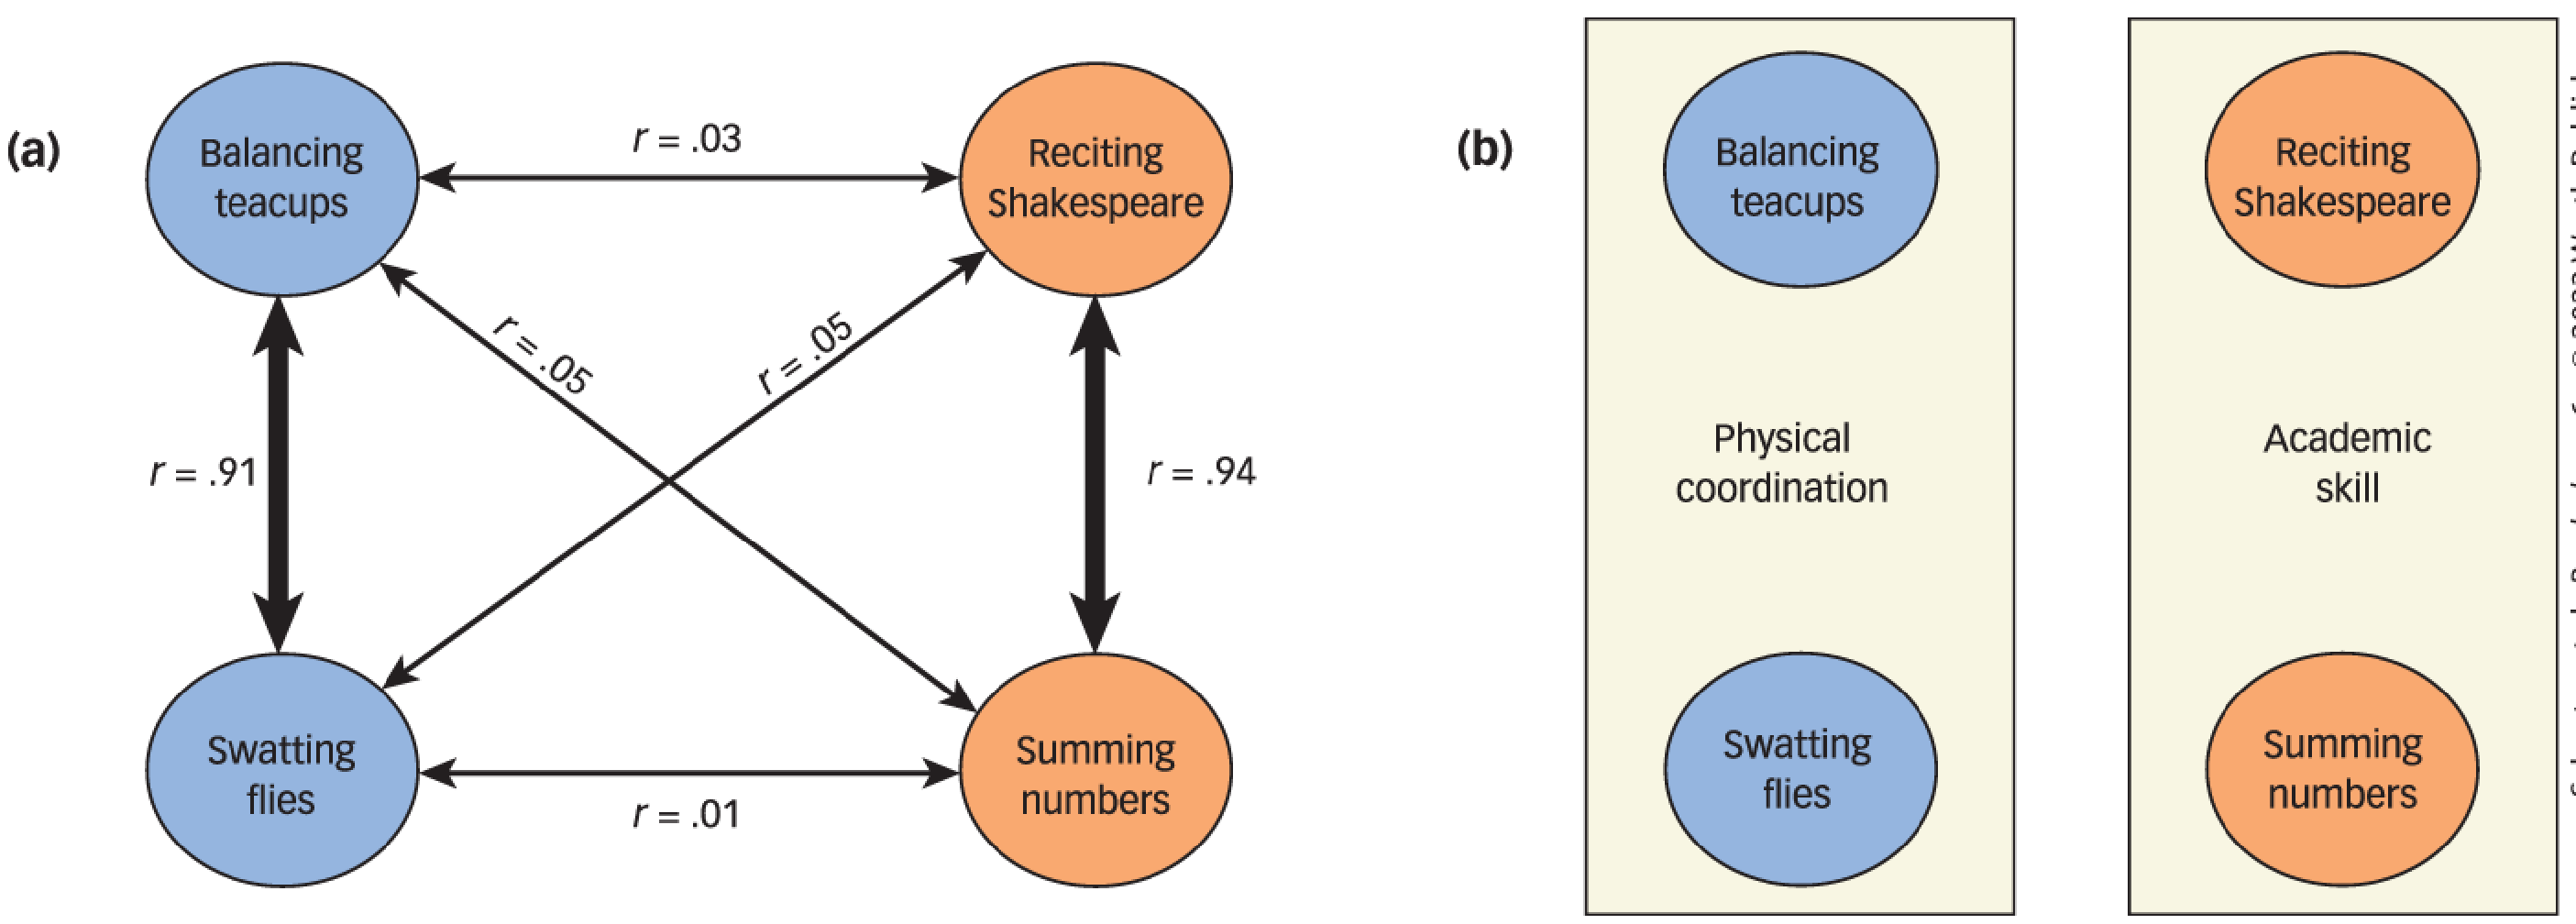 (a)
Balancing
teacups
r = .03
Reciting
Shakespeare
r = .05
r = .05
r = .91
r = .94
Swatting
flies
r = .01
Summing
numbers
(b)
Balancing
teacups
Physical
coordination
Swatting
flies
Reciting
Shakespeare
Academic
skill
Summing
numbers